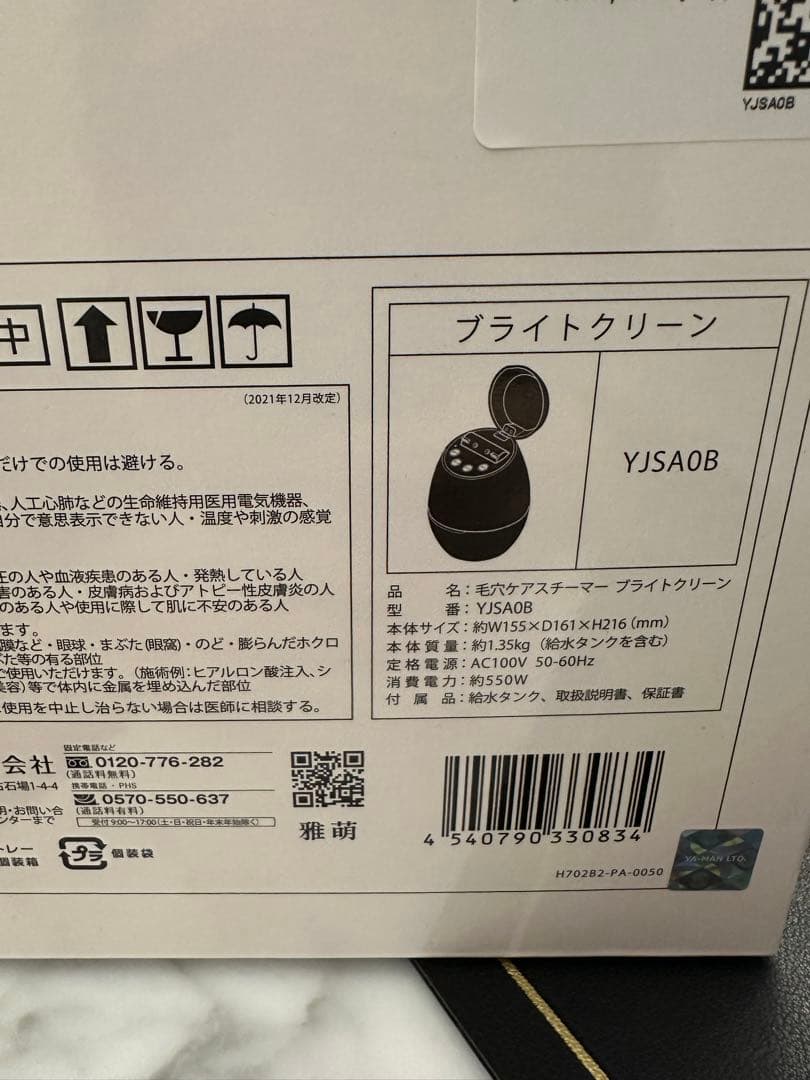 YJSA0B
中
ブライトクリーン
YJSA0B
(2021年12月改定)
だけでの使用は避ける。
、人工心肺などの生命維持用医用電気機器、
自分で意思表示できない人・温度や刺激の感覚
圧の人や血液疾患のある人・発熱している人
害のある人・皮膚病およびアトピー性皮膚炎の人
のある人や使用に際して肌に不安のある人
ます。
膜など・眼球・まぶた(眼窩)・のど・膨らんだホクロ
ぶた等の有る部位
ご使用いただけます。(施術例:ヒアルロン酸注入、シ
美容)等で体内に金属を埋め込んだ部位
使用を中止し治らない場合は医師に相談する。
品名:毛穴ケアスチーマー ブライトクリーン
型番:YJSA0B
本体サイズ:約W155×D161×H216(mm)
本体質量:約1.35kg(給水タンクを含む)
定格電源:AC100V 50-60Hz
消費電力:約550W
付属品:給水タンク、取扱説明書、保証書
会社
古石場1-4-4
明・お問い合
ンターまで
固定電話など
0120-776-282
(通話料無料)
携帯電話・PHS
0570-550-637
(通話料有料)
受付9:00~17:00(土・日・祝日・年末年始除く)
雅萌
トレー
個装箱
プラ
個装袋
4 540790 330834
H702B2-PA-0050
YA-MAN LTD.